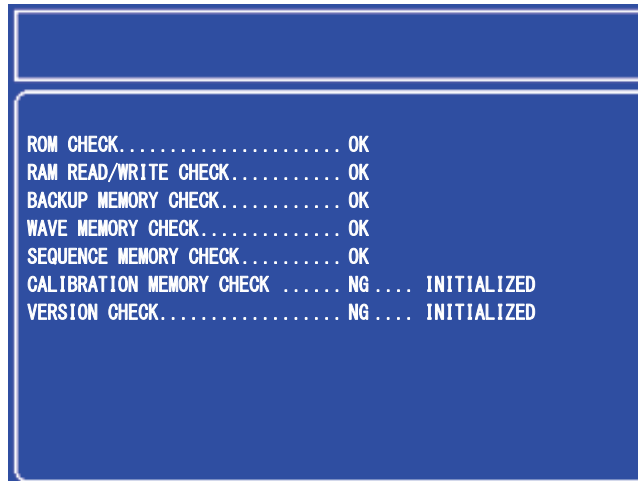 ROM CHECK...................... OK
RAM READ/WRITE CHECK........... OK
BACKUP MEMORY CHECK............ OK
WAVE MEMORY CHECK.............. OK
SEQUENCE MEMORY CHECK.......... OK
CALIBRATION MEMORY CHECK ...... NG .... INITIALIZED
VERSION CHECK.................. NG .... INITIALIZED